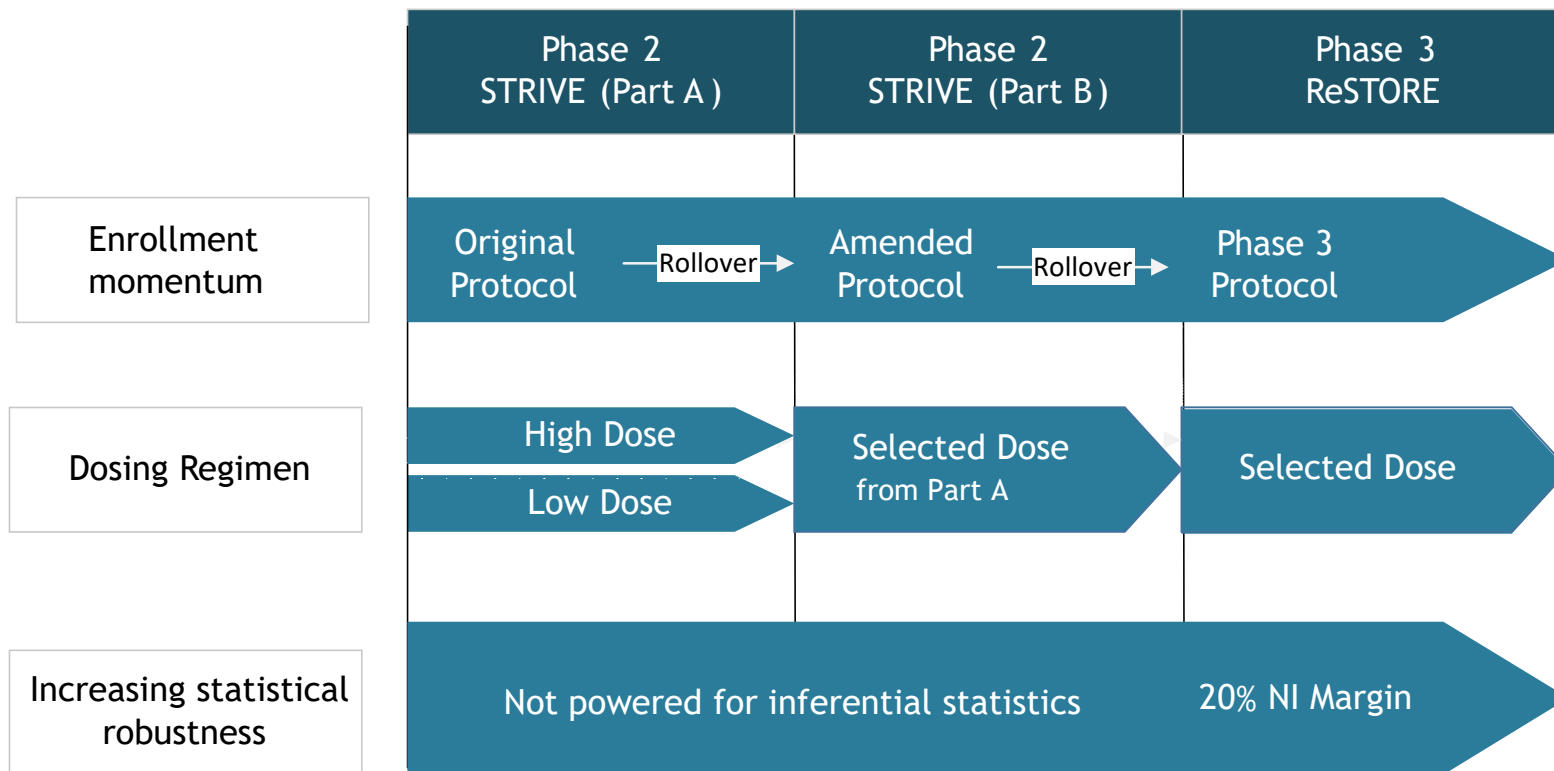 Phase 2
STRIVE (Part A)
Phase 2
STRIVE (Part B)
Phase 3
ReSTORE
Enrollment
momentum
Original
Protocol
Rollover
Amended
Protocol
Rollover
Phase 3
Protocol
Dosing Regimen
High Dose
Low Dose
Selected Dose
from Part A
Selected Dose
Increasing statistical
robustness
Not powered for inferential statistics
20% NI Margin